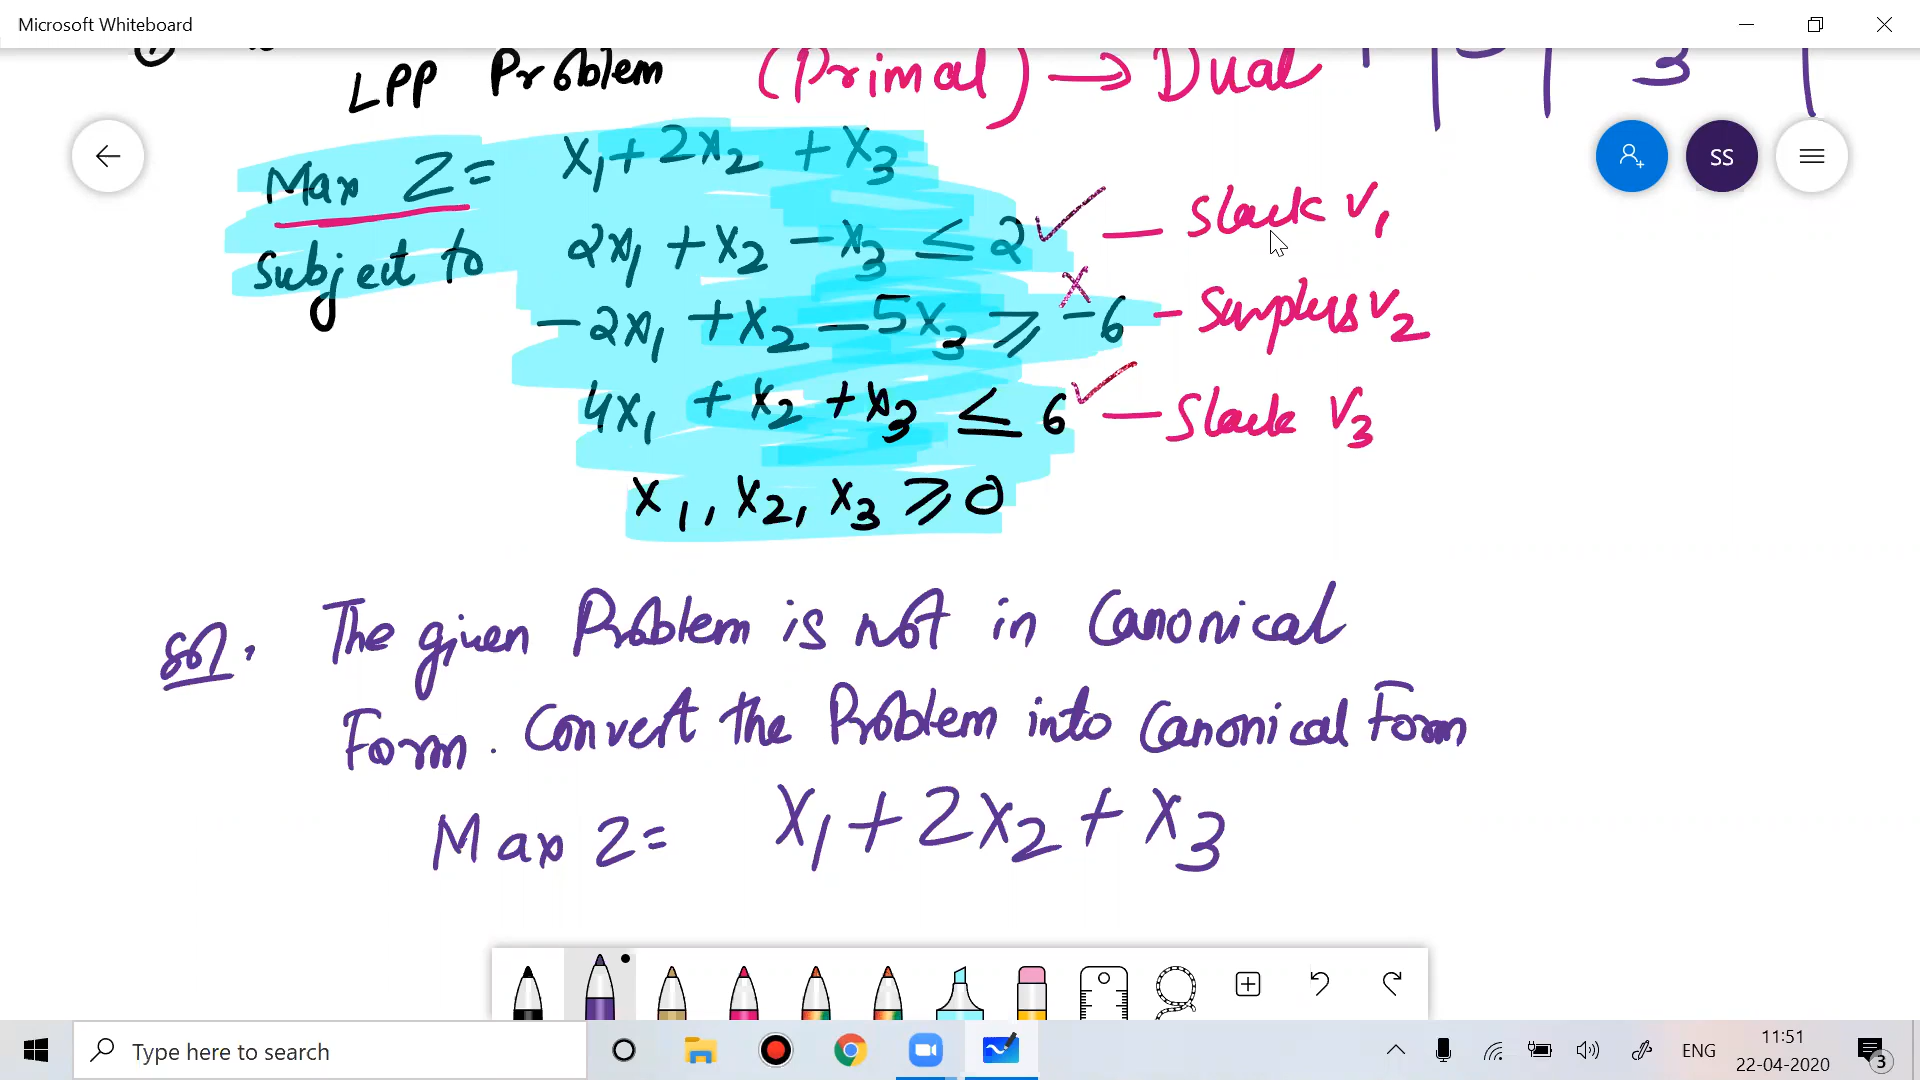 Microsoft Whiteboard
LPP Problem (Primal) → Dual
3
Max Z = x₁ + 2x₂ + x₃
Subject to 2x₁ + x₂ - x₃ ≤ 2 ✓ — Slack V₁
-2x₁ + x₂ - 5x₃ ≥ -6 x - Surpluss V₂
4x₁ + x₂ + x₃ ≤ 6 ✓ — Slack V₃
x₁, x₂, x₃ ≥ 0
SS
Sol. The given Problem is not in Canonical
Form. Convert the Problem into Canonical Form
Max Z = x₁ + 2x₂ + x₃
Type here to search
ENG
11:51
22-04-2020
3